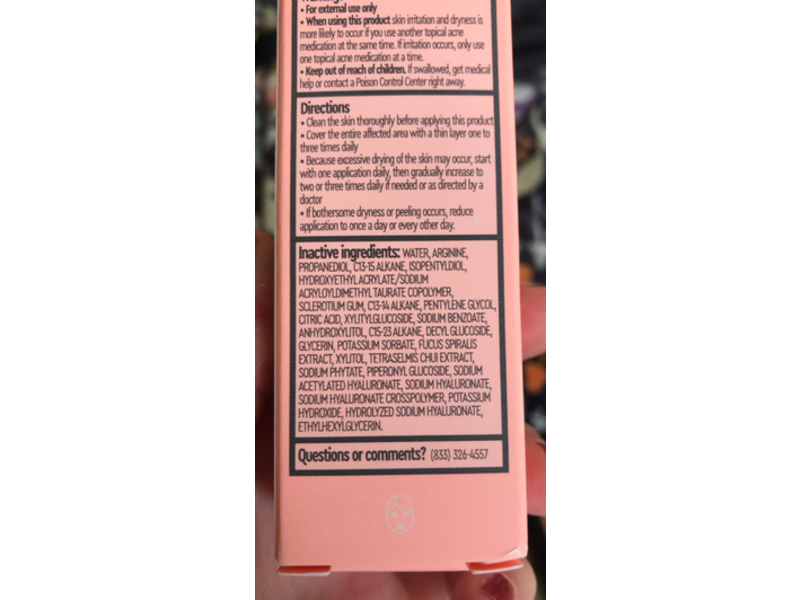 • For external use only
• When using this product skin irritation and dryness is
more likely to occur if you use another topical acne
medication at the same time. If irritation occurs, only use
one topical acne medication at a time.
• Keep out of reach of children. If swallowed, get medical
help or contact a Poison Control Center right away.
Directions
• Clean the skin thoroughly before applying this product
• Cover the entire affected area with a thin layer one to
three times daily
• Because excessive drying of the skin may occur, start
with one application daily, then gradually increase to
two or three times daily if needed or as directed by a
doctor
• If bothersome dryness or peeling occurs, reduce
application to once a day or every other day.
Inactive ingredients: WATER, ARGININE,
PROPANEDIOL, C13-15 ALKANE, ISOPENTYLDIOL,
HYDROXYETHYL ACRYLATE/SODIUM
ACRYLOYLDIMETHYL TAURATE COPOLYMER,
SCLEROTIUM GUM, C13-14 ALKANE, PENTYLENE GLYCOL,
CITRIC ACID, XYLITYLGLUCOSIDE, SODIUM BENZOATE,
ANHYDROXYLITOL, C15-23 ALKANE, DECYL GLUCOSIDE,
GLYCERIN, POTASSIUM SORBATE, FUCUS SPIRALIS
EXTRACT, XYLITOL, TETRASELMIS CHUI EXTRACT,
SODIUM PHYTATE, PIPERONYL GLUCOSIDE, SODIUM
ACETYLATED HYALURONATE, SODIUM HYALURONATE,
SODIUM HYALURONATE CROSSPOLYMER, POTASSIUM
HYDROXIDE, HYDROLYZED SODIUM HYALURONATE,
ETHYLHEXYLGLYCERIN.
Questions or comments? (833) 326-4557